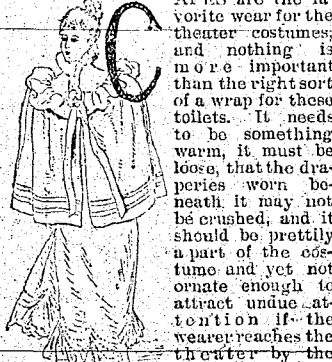 CAPES are the fa
vorite wear for the
theater costumes;
and nothing is
more important
than the right sort
of a wrap for these
toilets. It needs
to be something
warm, it must be
loose, that the dra-
peries worn be-
neath it may not
be crushed, and it
should be prettily
a part of the cos-
tume and yet not
ornate enough to
attract undue at-
tention if the
wearer reaches the
theater by